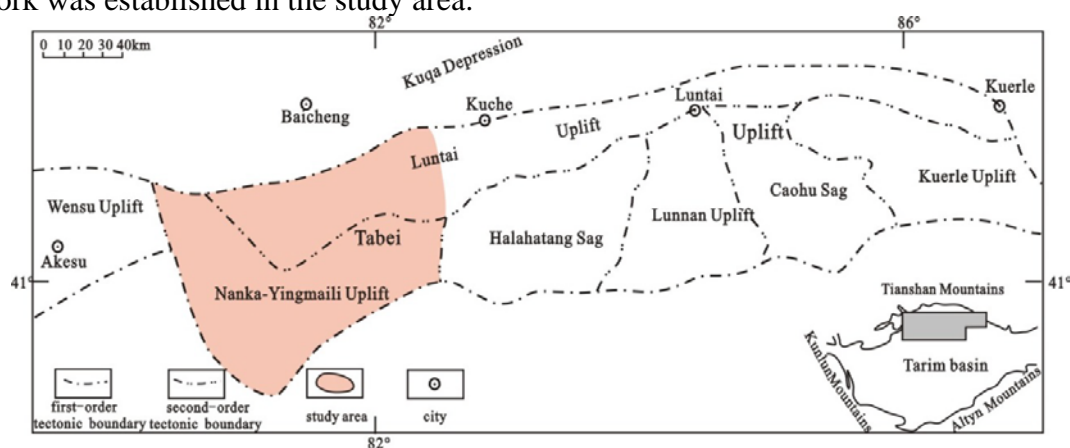 ork was established in the study area.
82°
86°
0 10 20 30 40km
Kuqa Depression
Baicheng
Kuche
Luntai
Kuerle
Uplift
Uplift
Luntai
Wensu Uplift
Kuerle Uplift
Caohu Sag
Lunnan Uplift
Tabei
Halahatang Sag
Akesu
41°
41°
Nanka-Yingmaili Uplift
Tianshan Mountains
KunlunMountains
Tarim basin
Altyn Mountains
first-order
tectonic boundary
second-order
tectonic boundary
study area
city
82°